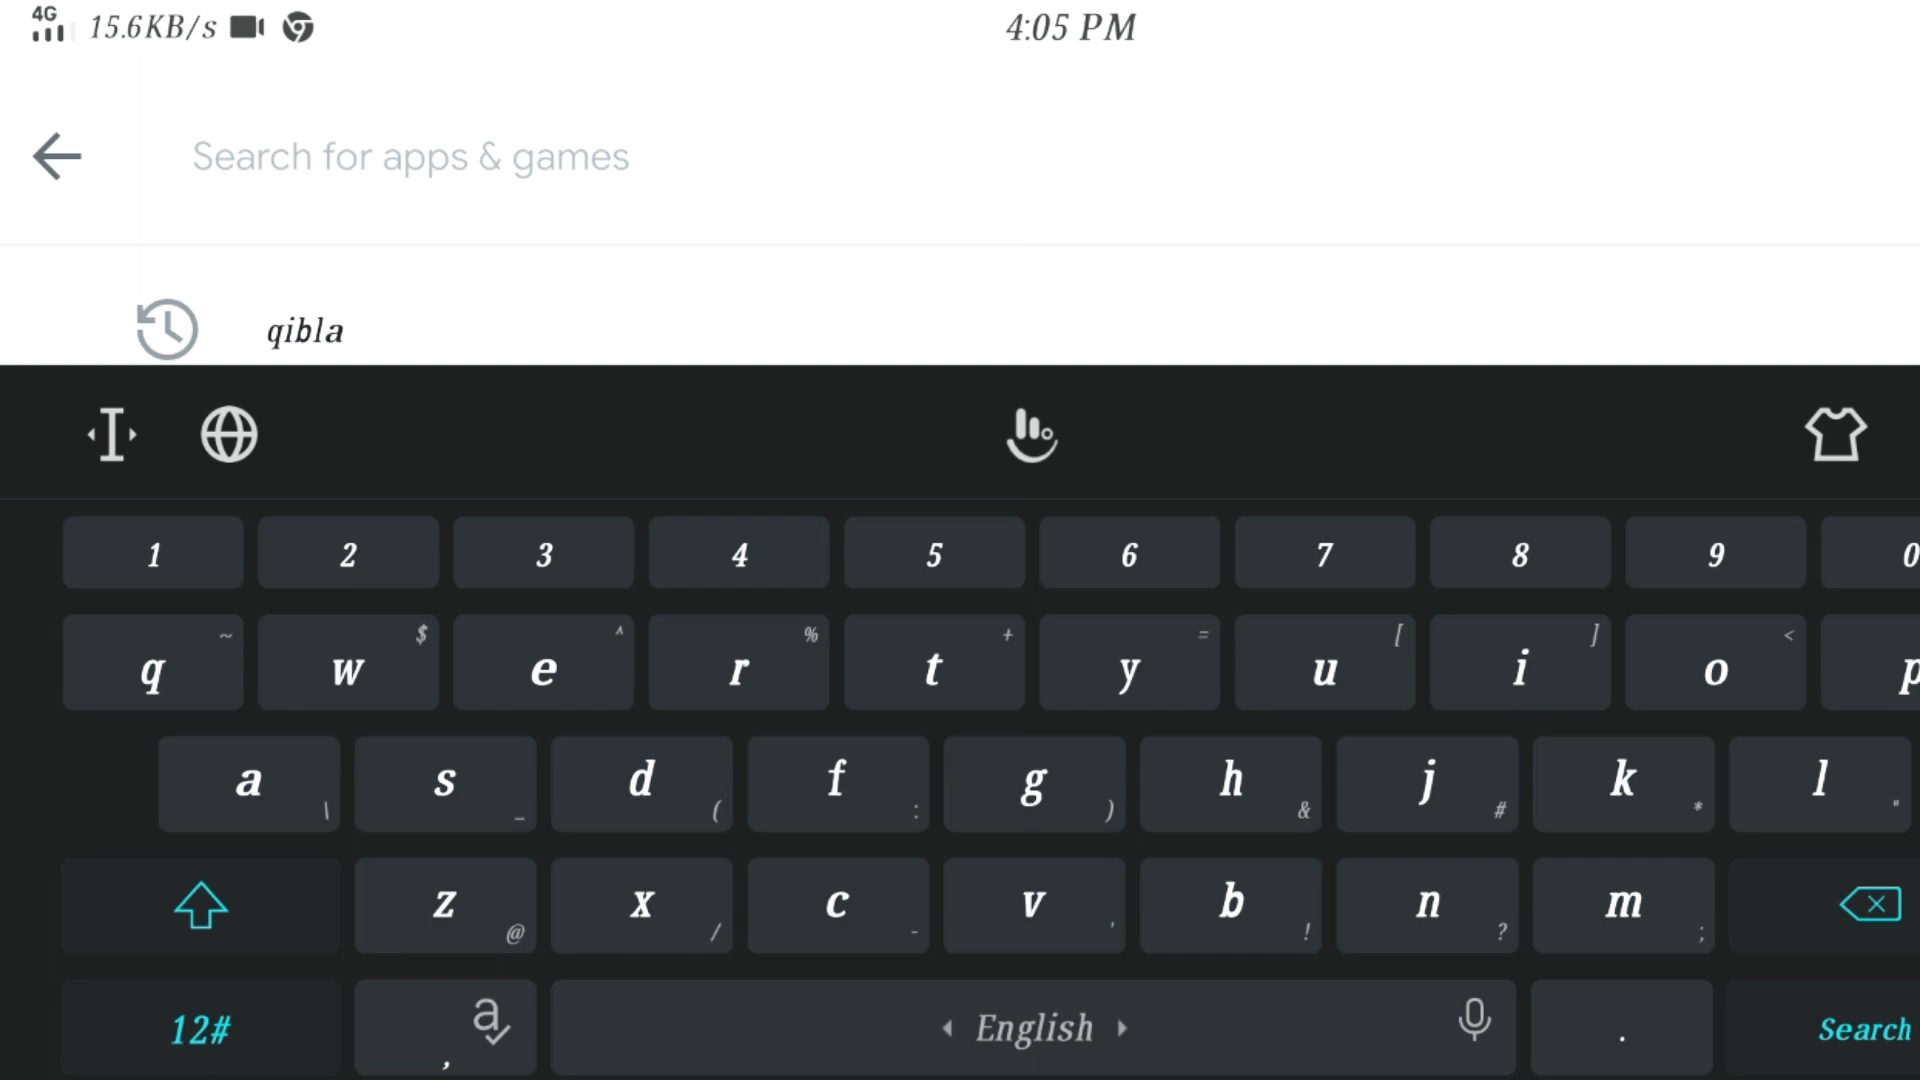 4G 15.6KB/s 4:05 PM
Search for apps & games
qibla
1 2 3 4 5 6 7 8 9 0
~ $ ^ % + = [ ] <
q w e r t y u i o p
a s d f g h j k l
\ _ ( : ) & # * "
z x c v b n m
@ / - ' ! ? ;
12# , a English . Search